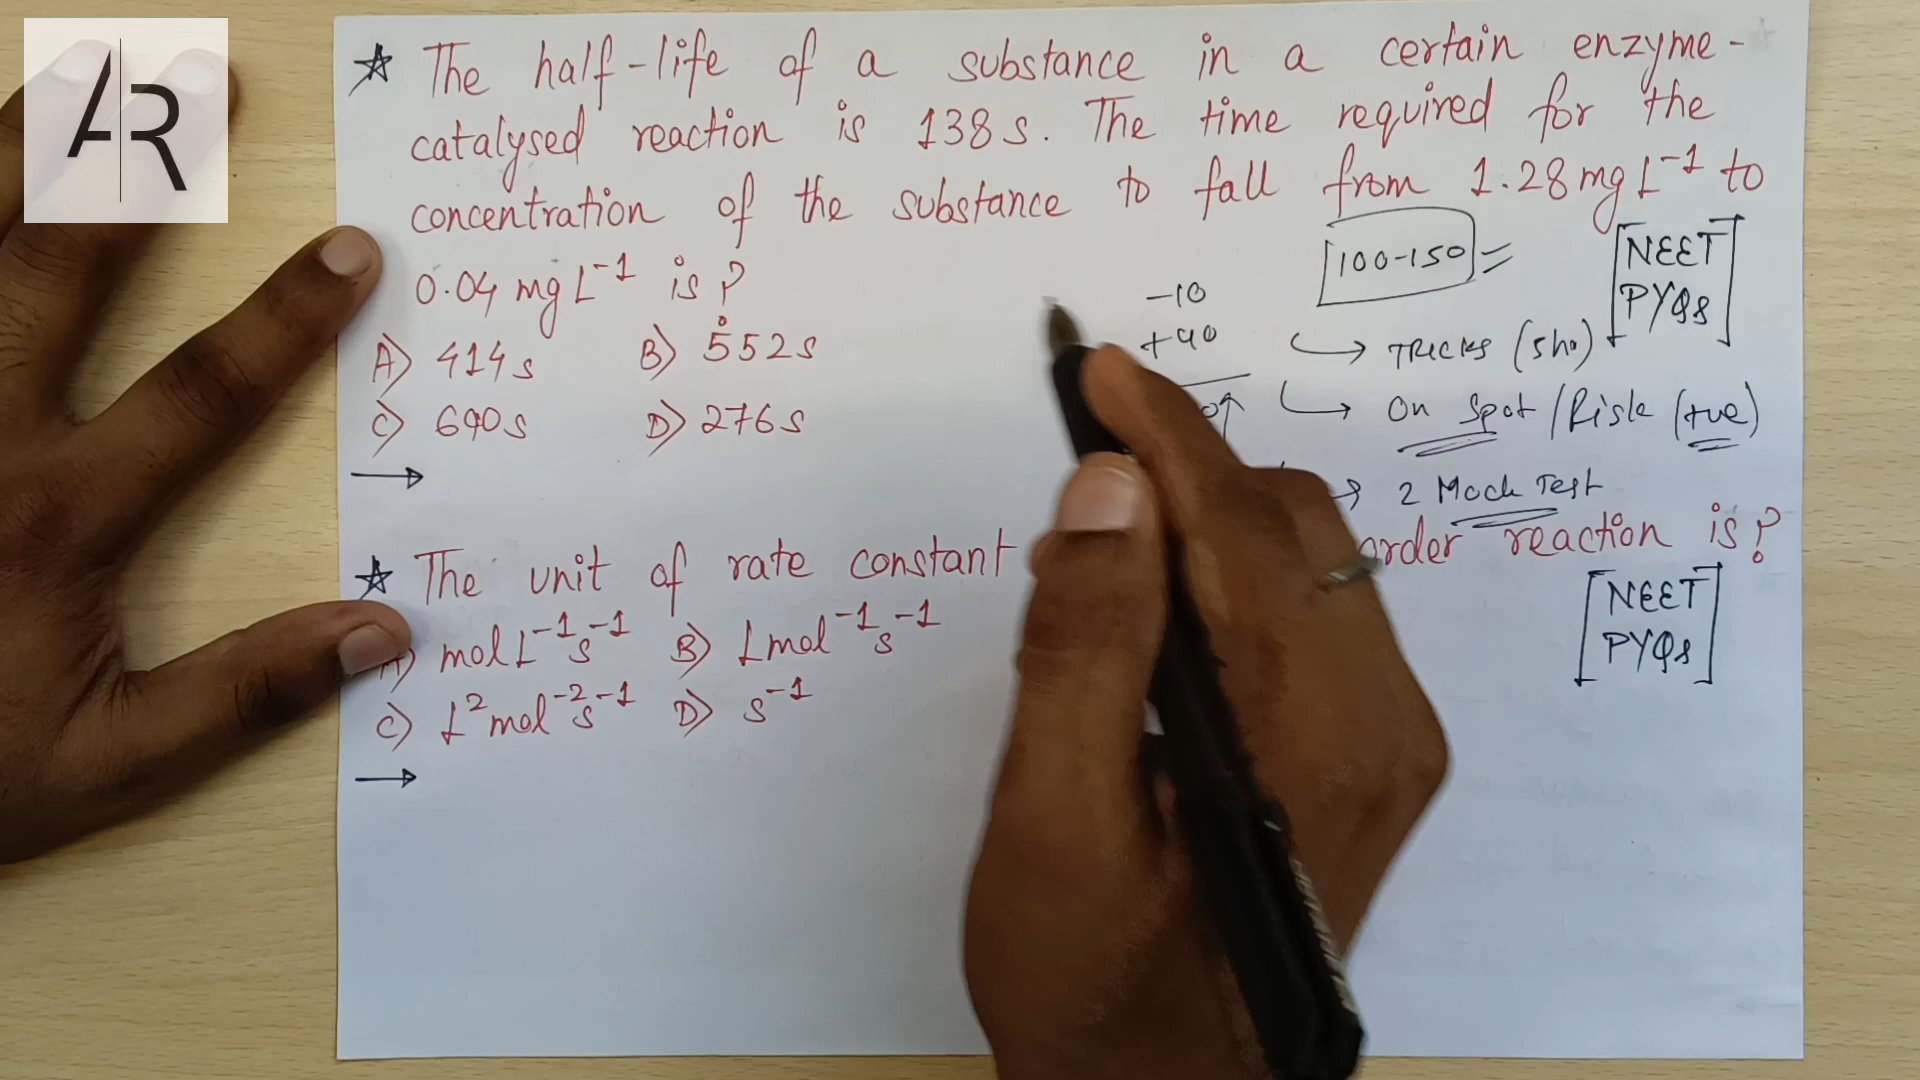 AR
☆ The half-life of a substance in a certain enzyme-
catalysed reaction is 138 s. The time required for the
concentration of the substance to fall from 1.28 mg L⁻¹ to
0.04 mg L⁻¹ is?
A) 414 s B) 552 s
C) 690 s D) 276 s
→
[NEET
PYQs]
[100-150] =
-10
+40
→ TRICKS (sho)
→ On Spot / Risk (+ve)
→ 2 Mock Test
☆ The unit of rate constant order reaction is?
A) mol L⁻¹ s⁻¹ B) L mol⁻¹ s⁻¹
C) L² mol⁻² s⁻¹ D) s⁻¹
→
[NEET
PYQs]